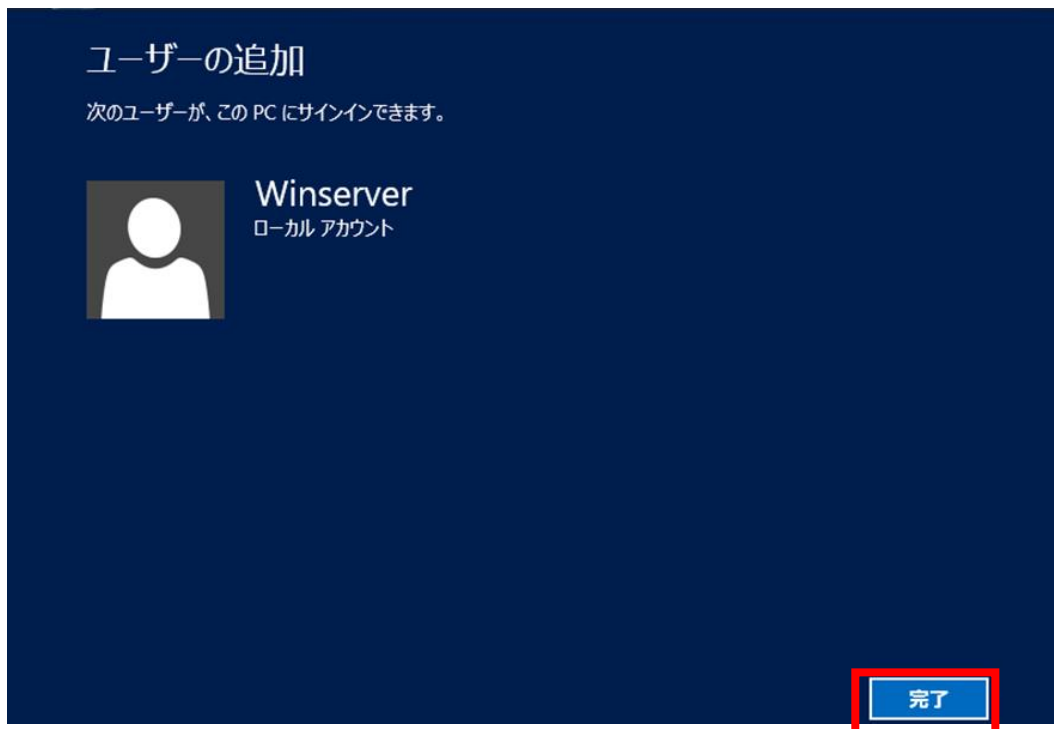 ユーザーの追加
次のユーザーが、この PC にサインインできます。
Winserver
ローカル アカウント
完了